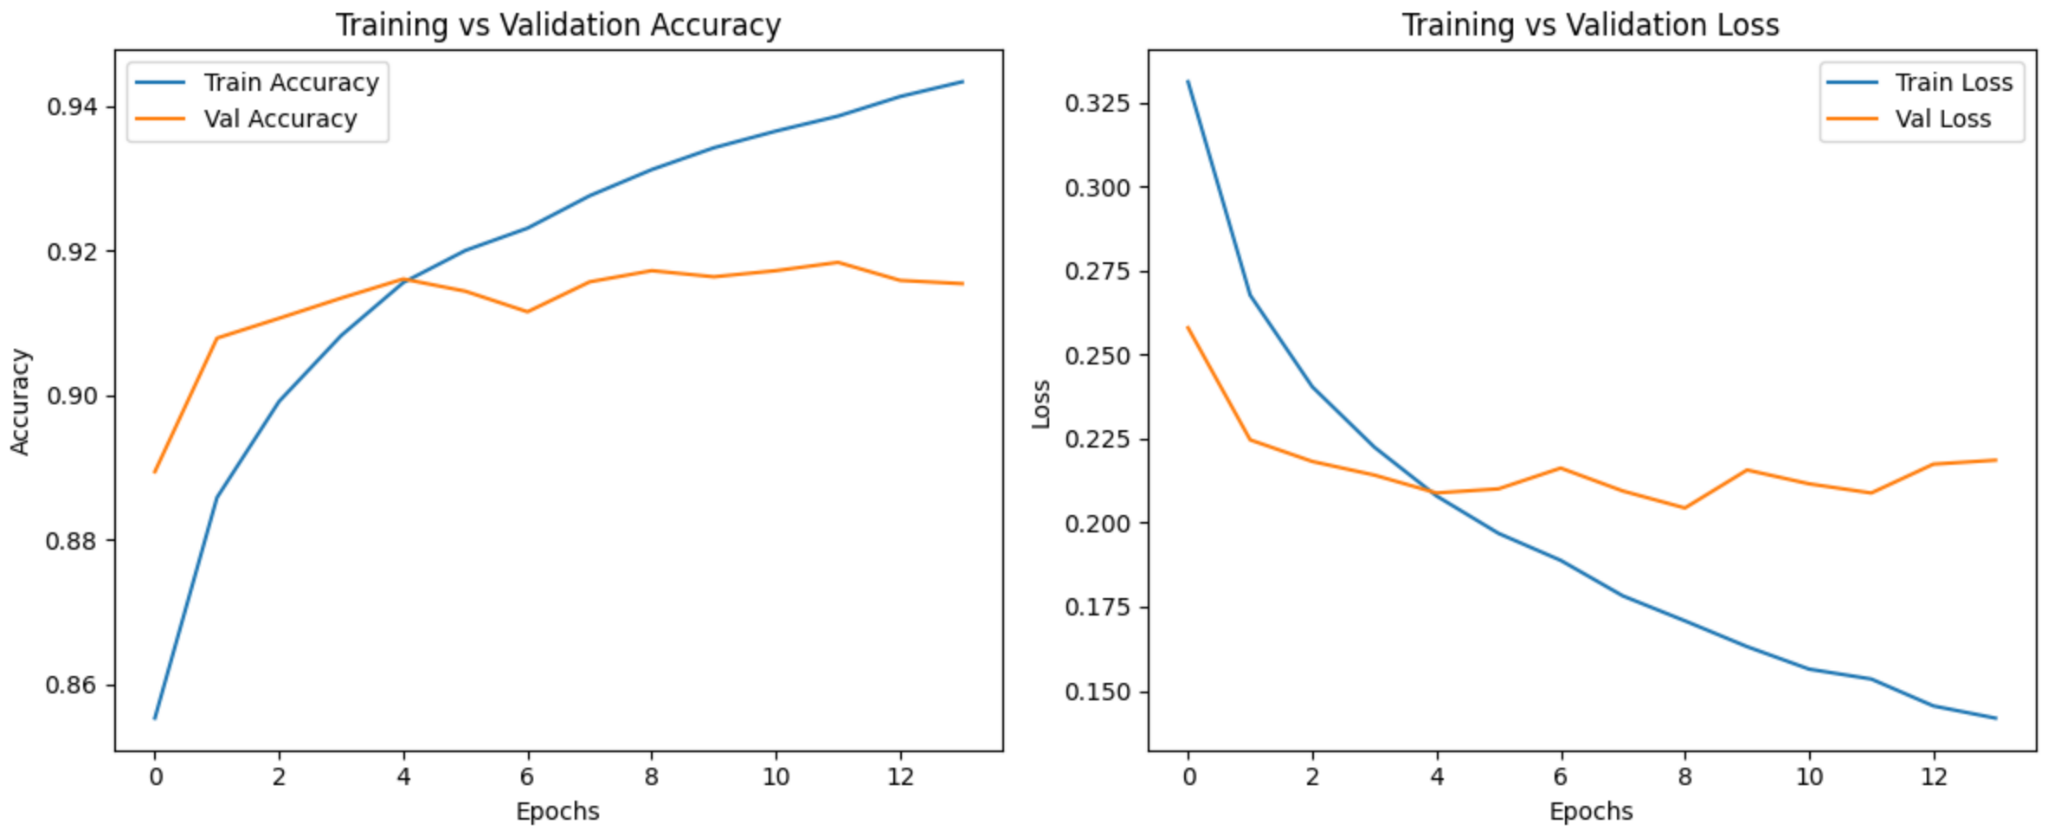 Training vs Validation Accuracy
Train Accuracy
Val Accuracy
0.94
0.92
0.90
0.88
0.86
Accuracy
0 2 4 6 8 10 12
Epochs
Training vs Validation Loss
Train Loss
Val Loss
0.325
0.300
0.275
0.250
0.225
0.200
0.175
0.150
Loss
0 2 4 6 8 10 12
Epochs